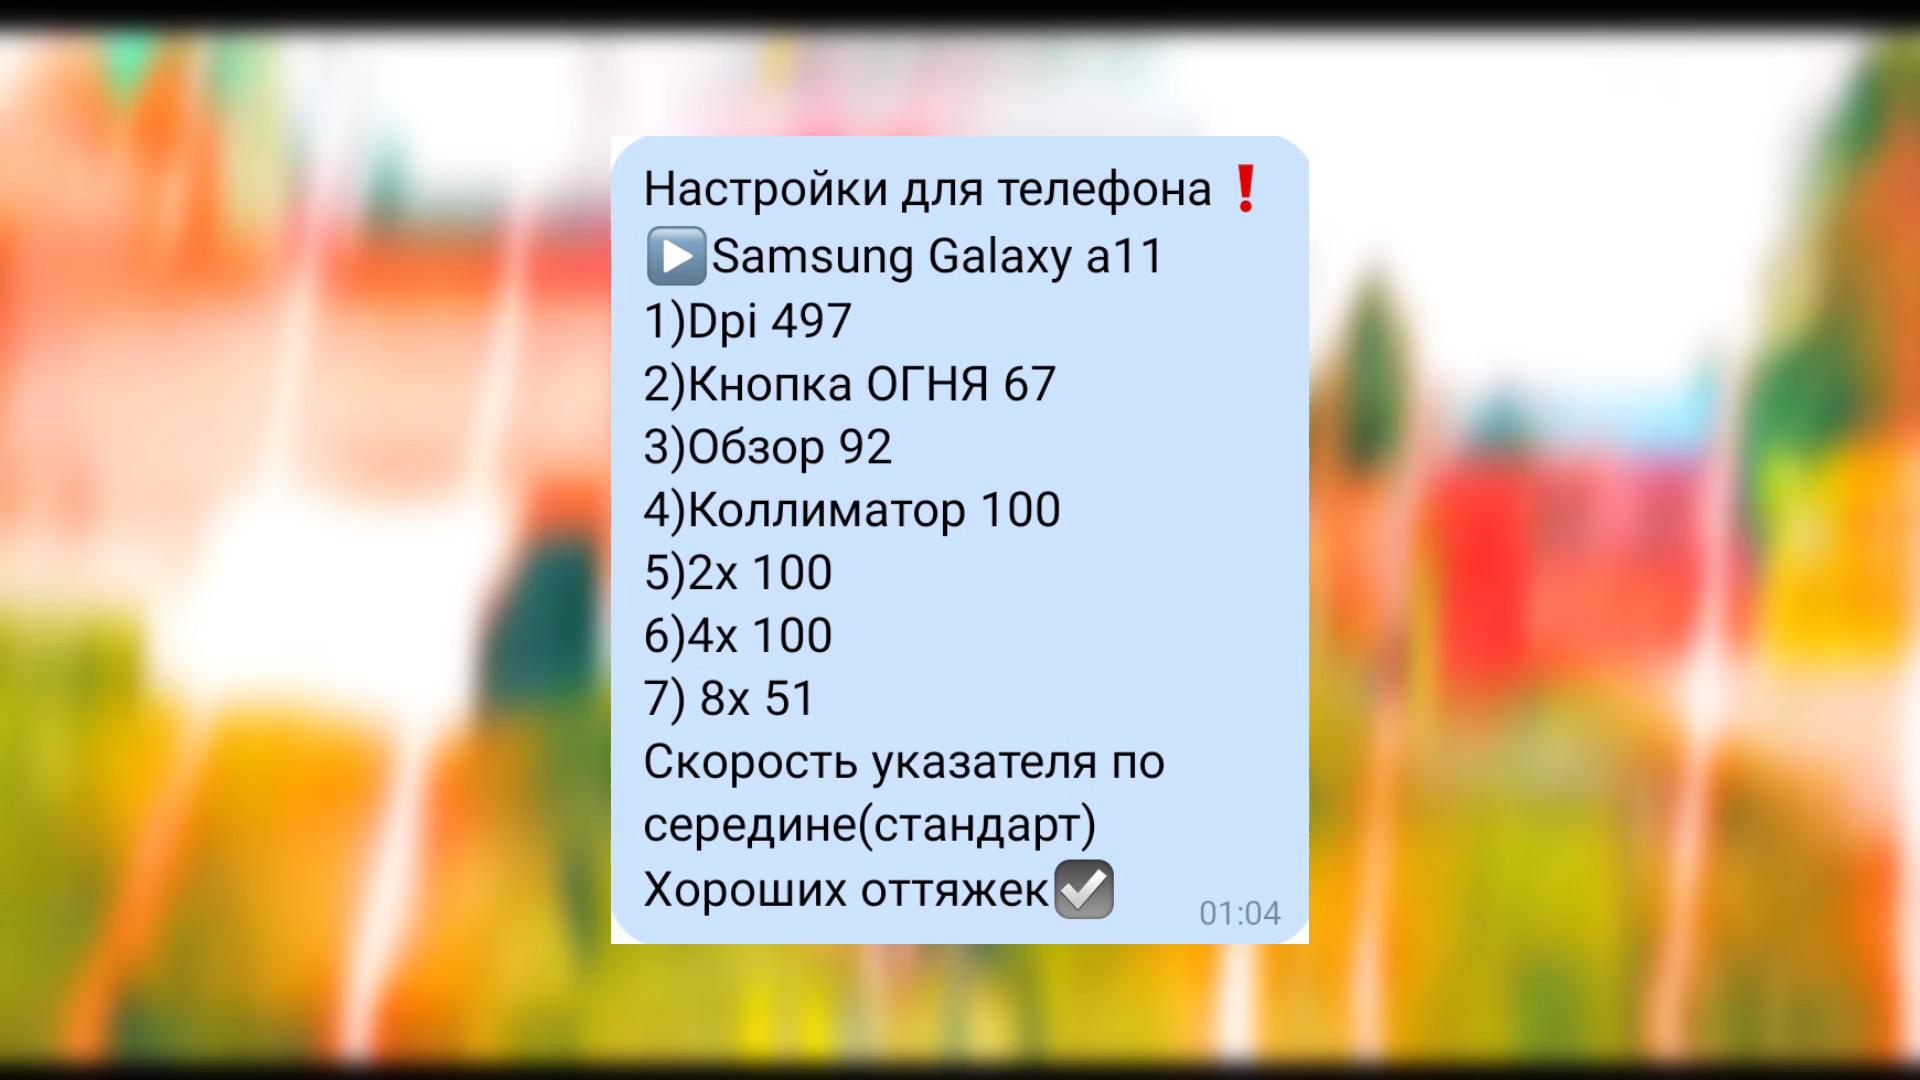 Настройки для телефона❗
▶️Samsung Galaxy a11
1)Dpi 497
2)Кнопка ОГНЯ 67
3)Обзор 92
4)Коллиматор 100
5)2x 100
6)4x 100
7) 8x 51
Скорость указателя по
середине(стандарт)
Хороших оттяжек☑️
01:04